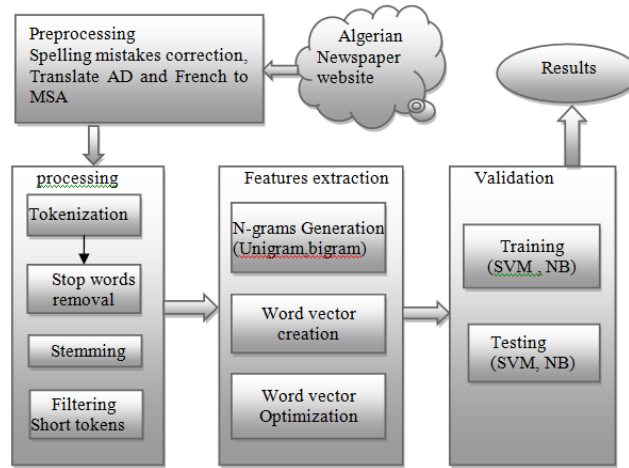 Preprocessing
Spelling mistakes correction,
Translate AD and French to
MSA
Algerian
Newspaper
website
Results
processing
Tokenization
Stop words
removal
Stemming
Filtering
Short tokens
Features extraction
N-grams Generation
(Unigram,bigram)
Word vector
creation
Word vector
Optimization
Validation
Training
(SVM , NB)
Testing
(SVM, NB)